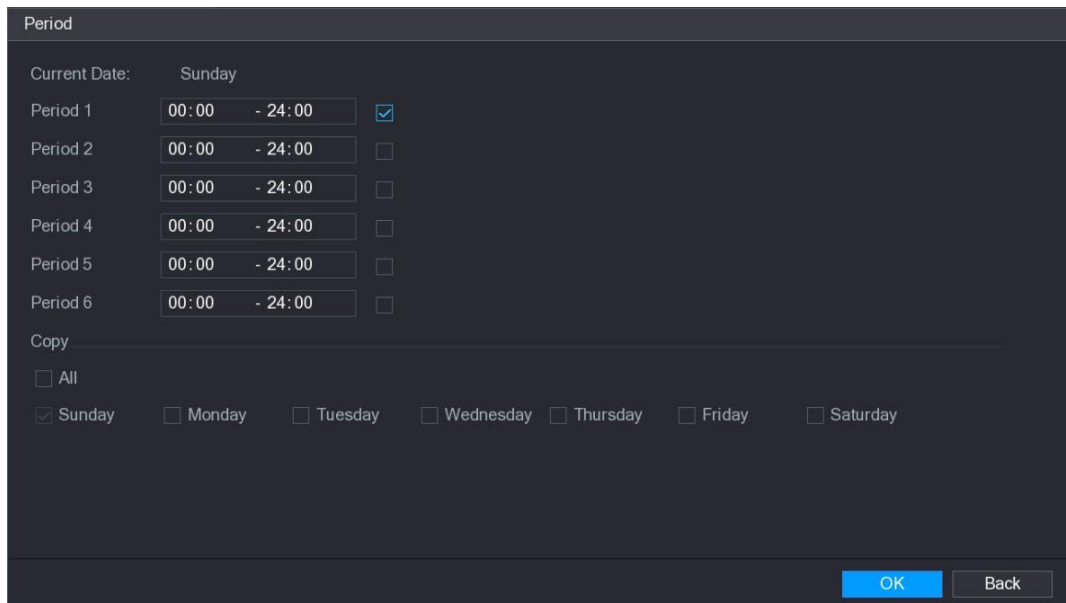 Period
Current Date: Sunday
Period 1 00:00 - 24:00
Period 2 00:00 - 24:00
Period 3 00:00 - 24:00
Period 4 00:00 - 24:00
Period 5 00:00 - 24:00
Period 6 00:00 - 24:00
Copy
All
Sunday Monday Tuesday Wednesday Thursday Friday Saturday
OK Back